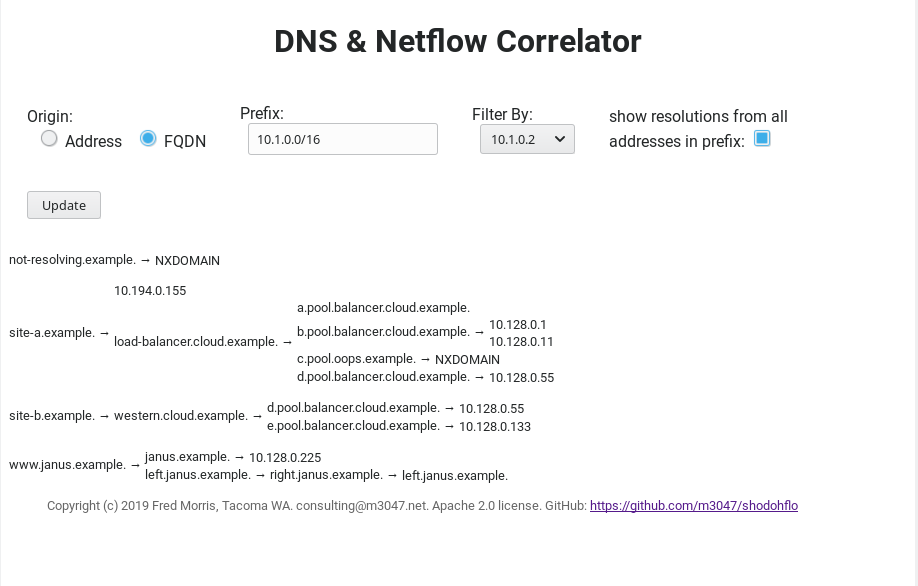 DNS & Netflow Correlator
Origin:
Address FQDN
Prefix:
10.1.0.0/16
Filter By:
10.1.0.2
show resolutions from all
addresses in prefix:
Update
not-resolving.example. → NXDOMAIN
10.194.0.155
site-a.example. →
load-balancer.cloud.example. →
a.pool.balancer.cloud.example.
b.pool.balancer.cloud.example. →
10.128.0.1
10.128.0.11
c.pool.oops.example. → NXDOMAIN
d.pool.balancer.cloud.example. → 10.128.0.55
site-b.example. → western.cloud.example. →
d.pool.balancer.cloud.example. → 10.128.0.55
e.pool.balancer.cloud.example. → 10.128.0.133
www.janus.example. →
janus.example. → 10.128.0.225
left.janus.example. → right.janus.example. → left.janus.example.
Copyright (c) 2019 Fred Morris, Tacoma WA. consulting@m3047.net. Apache 2.0 license. GitHub: https://github.com/m3047/shodohflo